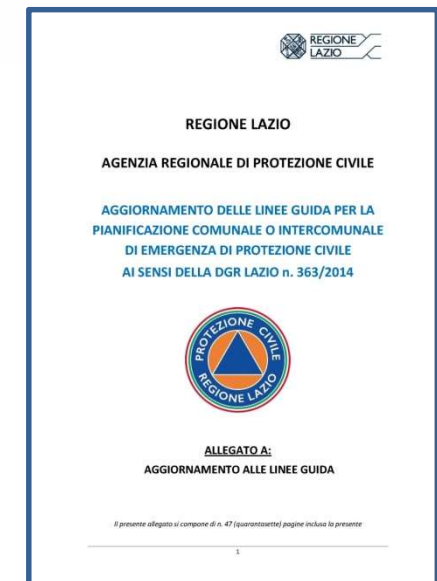 REGIONE
LAZIO
REGIONE LAZIO
AGENZIA REGIONALE DI PROTEZIONE CIVILE
AGGIORNAMENTO DELLE LINEE GUIDA PER LA
PIANIFICAZIONE COMUNALE O INTERCOMUNALE
DI EMERGENZA DI PROTEZIONE CIVILE
AI SENSI DELLA DGR LAZIO n. 363/2014
PROTEZIONE CIVILE
REGIONE LAZIO
ALLEGATO A:
AGGIORNAMENTO ALLE LINEE GUIDA
Il presente allegato si compone di n. 47 (quarantasette) pagine inclusa la presente
1